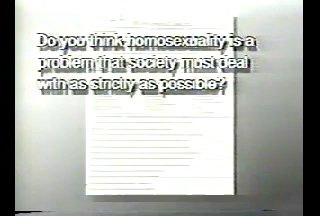 Do you think homosexuality is a
problem that society must deal
with as strictly as possible?